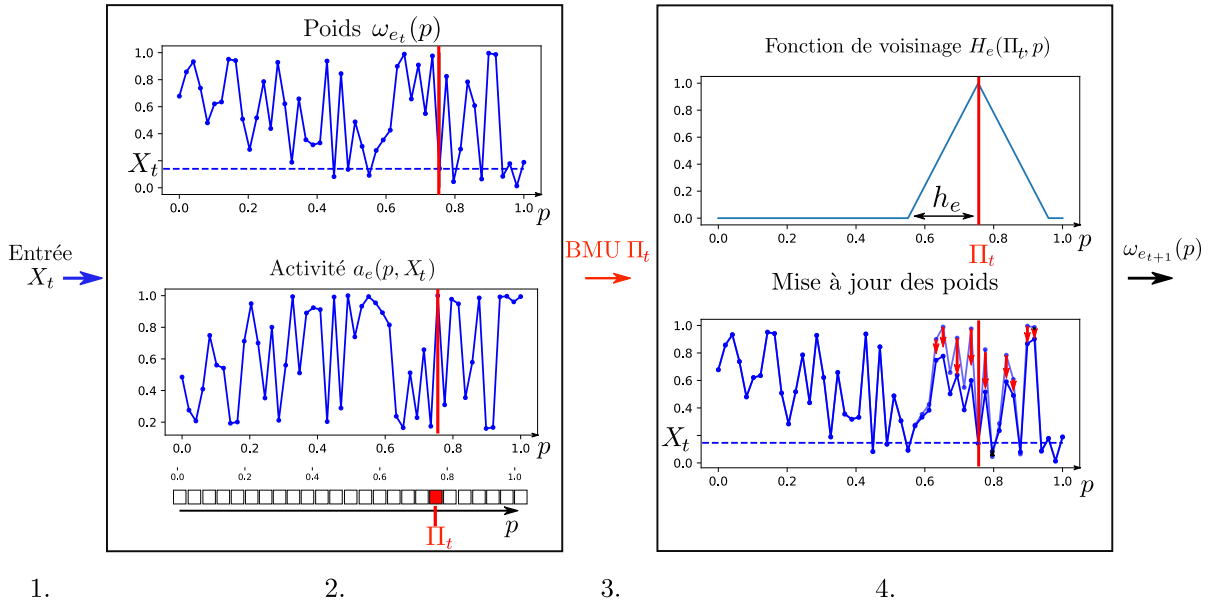 Poids ω_{e_t}(p)
1.0
0.8
0.6
0.4
X_t
0.0
0.0 0.2 0.4 0.6 0.8 1.0
p
Entrée
X_t
Activité a_e(p, X_t)
1.0
0.8
0.6
0.4
0.2
0.0 0.2 0.4 0.6 0.8 1.0
p
0.0 0.2 0.4 0.6 0.8 1.0
p
Π_t
BMU Π_t
Fonction de voisinage H_e(Π_t, p)
1.0
0.8
0.6
0.4
0.2
0.0
h_e
0.0 0.2 0.4 0.6 0.8 1.0
p
Π_t
Mise à jour des poids
1.0
0.8
0.6
0.4
X_t
0.0
0.0 0.2 0.4 0.6 0.8 1.0
p
ω_{e_{t+1}}(p)
1. 2. 3. 4.